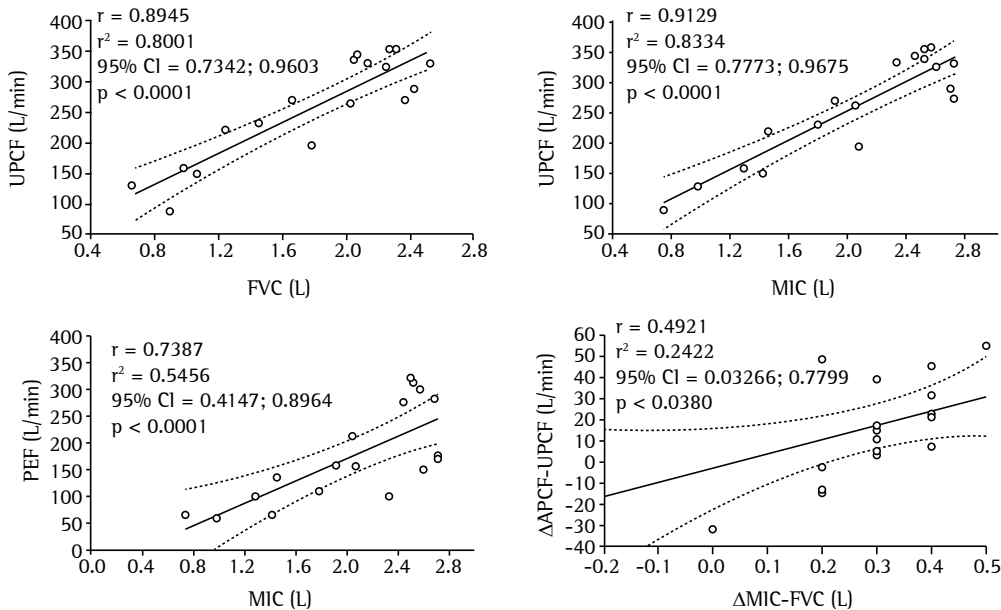 r = 0.8945
r² = 0.8001
95% CI = 0.7342; 0.9603
p < 0.0001
UPCF (L/min)
400
350
300
250
200
150
100
50
0.4 0.8 1.2 1.6 2.0 2.4 2.8
FVC (L)
r = 0.9129
r² = 0.8334
95% CI = 0.7773; 0.9675
p < 0.0001
UPCF (L/min)
400
350
300
250
200
150
100
50
0.4 0.8 1.2 1.6 2.0 2.4 2.8
MIC (L)
r = 0.7387
r² = 0.5456
95% CI = 0.4147; 0.8964
p < 0.0001
PEF (L/min)
400
350
300
250
200
150
100
50
0
0.0 0.4 0.8 1.2 1.6 2.0 2.4 2.8
MIC (L)
r = 0.4921
r² = 0.2422
95% CI = 0.03266; 0.7799
p < 0.0380
ΔAPCF-UPCF (L/min)
60
50
40
30
20
10
0
-10
-20
-30
-40
-0.2 -0.1 0.0 0.1 0.2 0.3 0.4 0.5
ΔMIC-FVC (L)